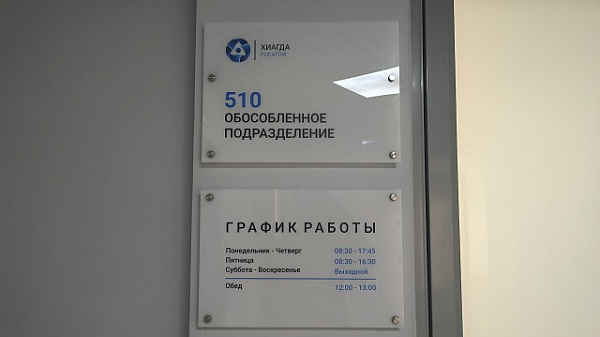 ХИАГДА
РОСАТОМ
510
ОБОСОБЛЕННОЕ
ПОДРАЗДЕЛЕНИЕ
ГРАФИК РАБОТЫ
Понедельник - Четверг 08:30 - 17:45
Пятница 08:30 - 16:30
Суббота - Воскресенье Выходной
Обед 12:00 - 13:00